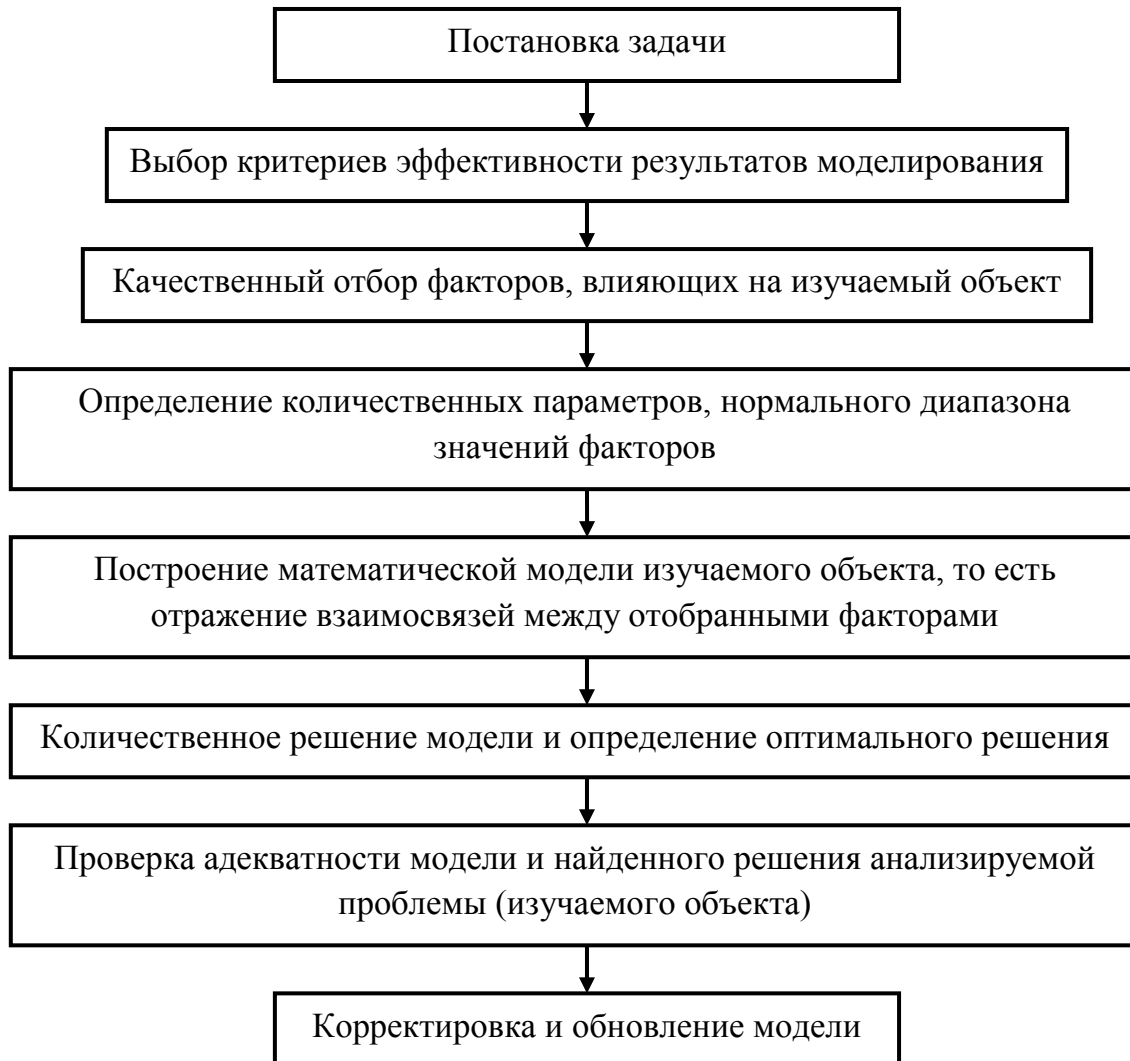 Постановка задачи
Выбор критериев эффективности результатов моделирования
Качественный отбор факторов, влияющих на изучаемый объект
Определение количественных параметров, нормального диапазона
значений факторов
Построение математической модели изучаемого объекта, то есть
отражение взаимосвязей между отобранными факторами
Количественное решение модели и определение оптимального решения
Проверка адекватности модели и найденного решения анализируемой
проблемы (изучаемого объекта)
Корректировка и обновление модели